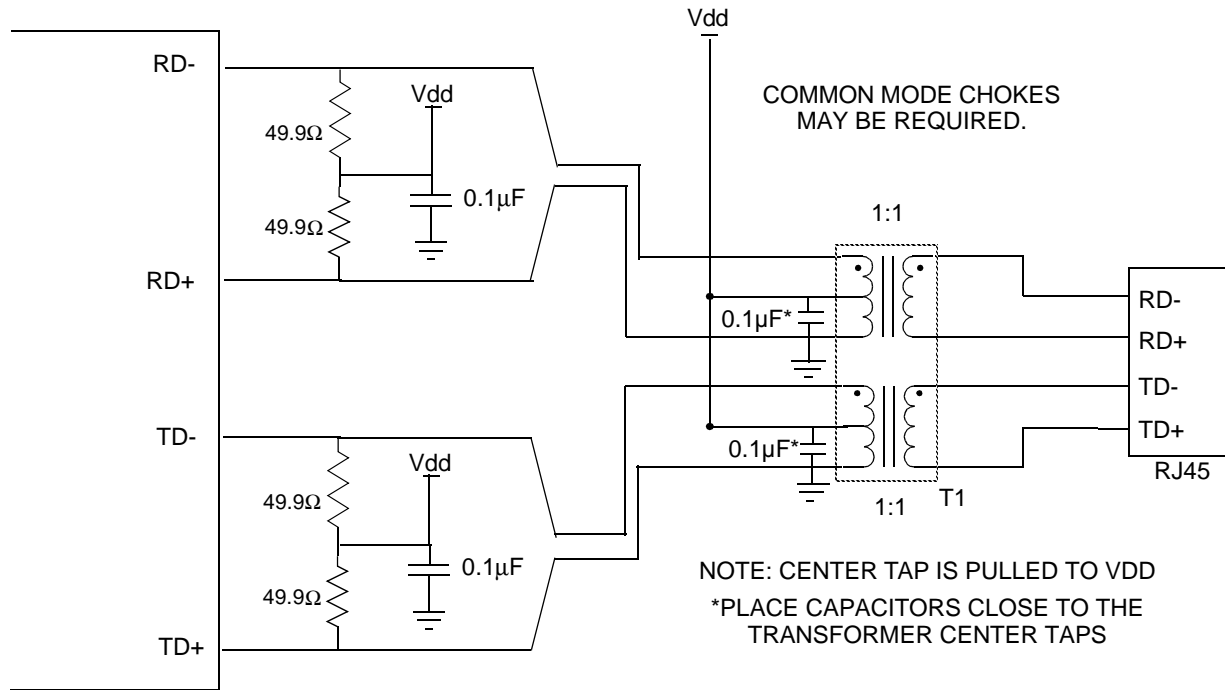 Vdd
RD-
COMMON MODE CHOKES
MAY BE REQUIRED.
Vdd
49.9Ω
0.1μF
49.9Ω
1:1
RD+
RD-
0.1μF*
RD+
TD-
TD-
TD+
0.1μF*
Vdd
RJ45
49.9Ω
1:1
T1
0.1μF
NOTE: CENTER TAP IS PULLED TO VDD
49.9Ω
*PLACE CAPACITORS CLOSE TO THE
TRANSFORMER CENTER TAPS
TD+